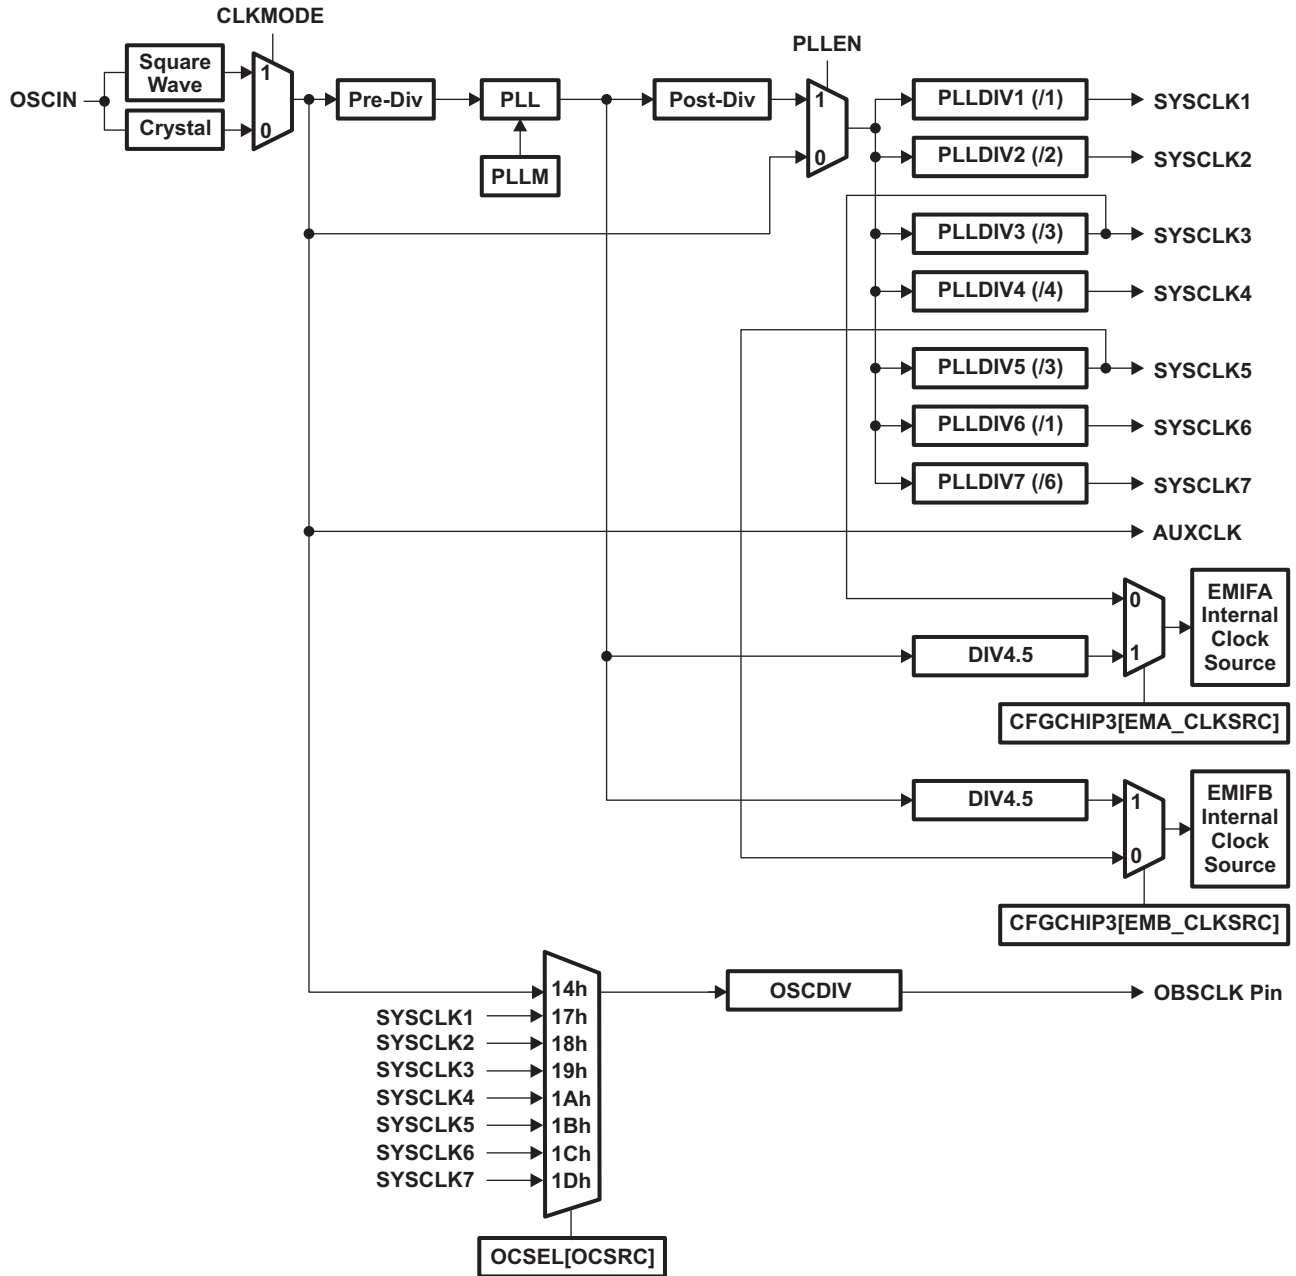 CLKMODE
PLLEN
OSCIN
Square
Wave
Crystal
1
0
Pre-Div
PLL
PLLM
Post-Div
1
0
PLLDIV1 (/1)
SYSCLK1
PLLDIV2 (/2)
SYSCLK2
PLLDIV3 (/3)
SYSCLK3
PLLDIV4 (/4)
SYSCLK4
PLLDIV5 (/3)
SYSCLK5
PLLDIV6 (/1)
SYSCLK6
PLLDIV7 (/6)
SYSCLK7
AUXCLK
DIV4.5
0
1
EMIFA
Internal
Clock
Source
CFGCHIP3[EMA_CLKSRC]
DIV4.5
1
0
EMIFB
Internal
Clock
Source
CFGCHIP3[EMB_CLKSRC]
14h
OSCDIV
OBSCLK Pin
SYSCLK1 17h
SYSCLK2 18h
SYSCLK3 19h
SYSCLK4 1Ah
SYSCLK5 1Bh
SYSCLK6 1Ch
SYSCLK7 1Dh
OCSEL[OCSRC]